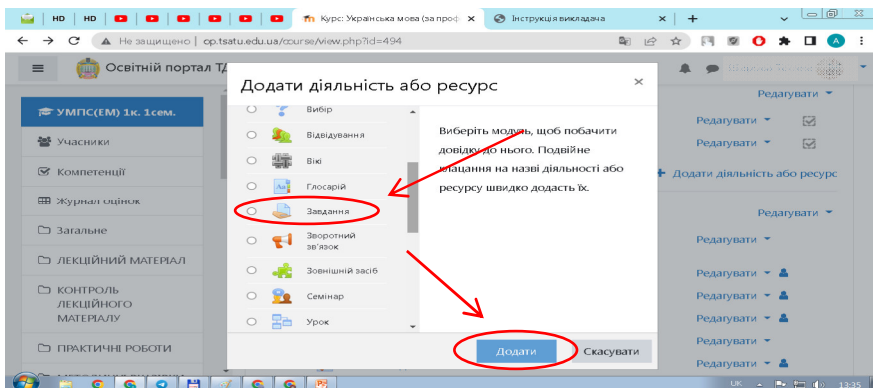 HD
HD
Курс: Українська мова (за проф
Інструкція викладача
Не защищено
op.tsatu.edu.ua/course/view.php?id=494
Освітній портал ТД
УМПС(ЕМ) 1к. 1сем.
Учасники
Компетенції
Журнал оцінок
Загальне
ЛЕКЦІЙНИЙ МАТЕРІАЛ
КОНТРОЛЬ
ЛЕКЦІЙНОГО
МАТЕРІАЛУ
ПРАКТИЧНІ РОБОТИ
Додати діяльність або ресурс
Вибір
Відвідування
Вікі
Глосарій
Завдання
Зворотний
зв'язок
Зовнішній засіб
Семінар
Урок
Виберіть модуль, щоб побачити
довідку до нього. Подвійне
клацання на назві діяльності або
ресурсу швидко додасть їх.
Додати
Скасувати
Редагувати
Редагувати
Редагувати
Додати діяльність або ресурс
Редагувати
Редагувати
Редагувати
Редагувати
Редагувати
Редагувати
Редагувати
UK
13:35